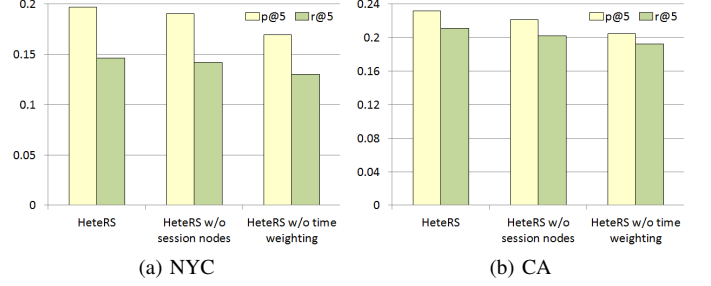 0.2
0.15
0.1
0.05
0
p@5 r@5
HeteRS
HeteRS w/o
session nodes
HeteRS w/o time
weighting
(a) NYC
0.24
0.2
0.16
0.12
0.08
0.04
0
p@5 r@5
HeteRS
HeteRS w/o
session nodes
HeteRS w/o time
weighting
(b) CA